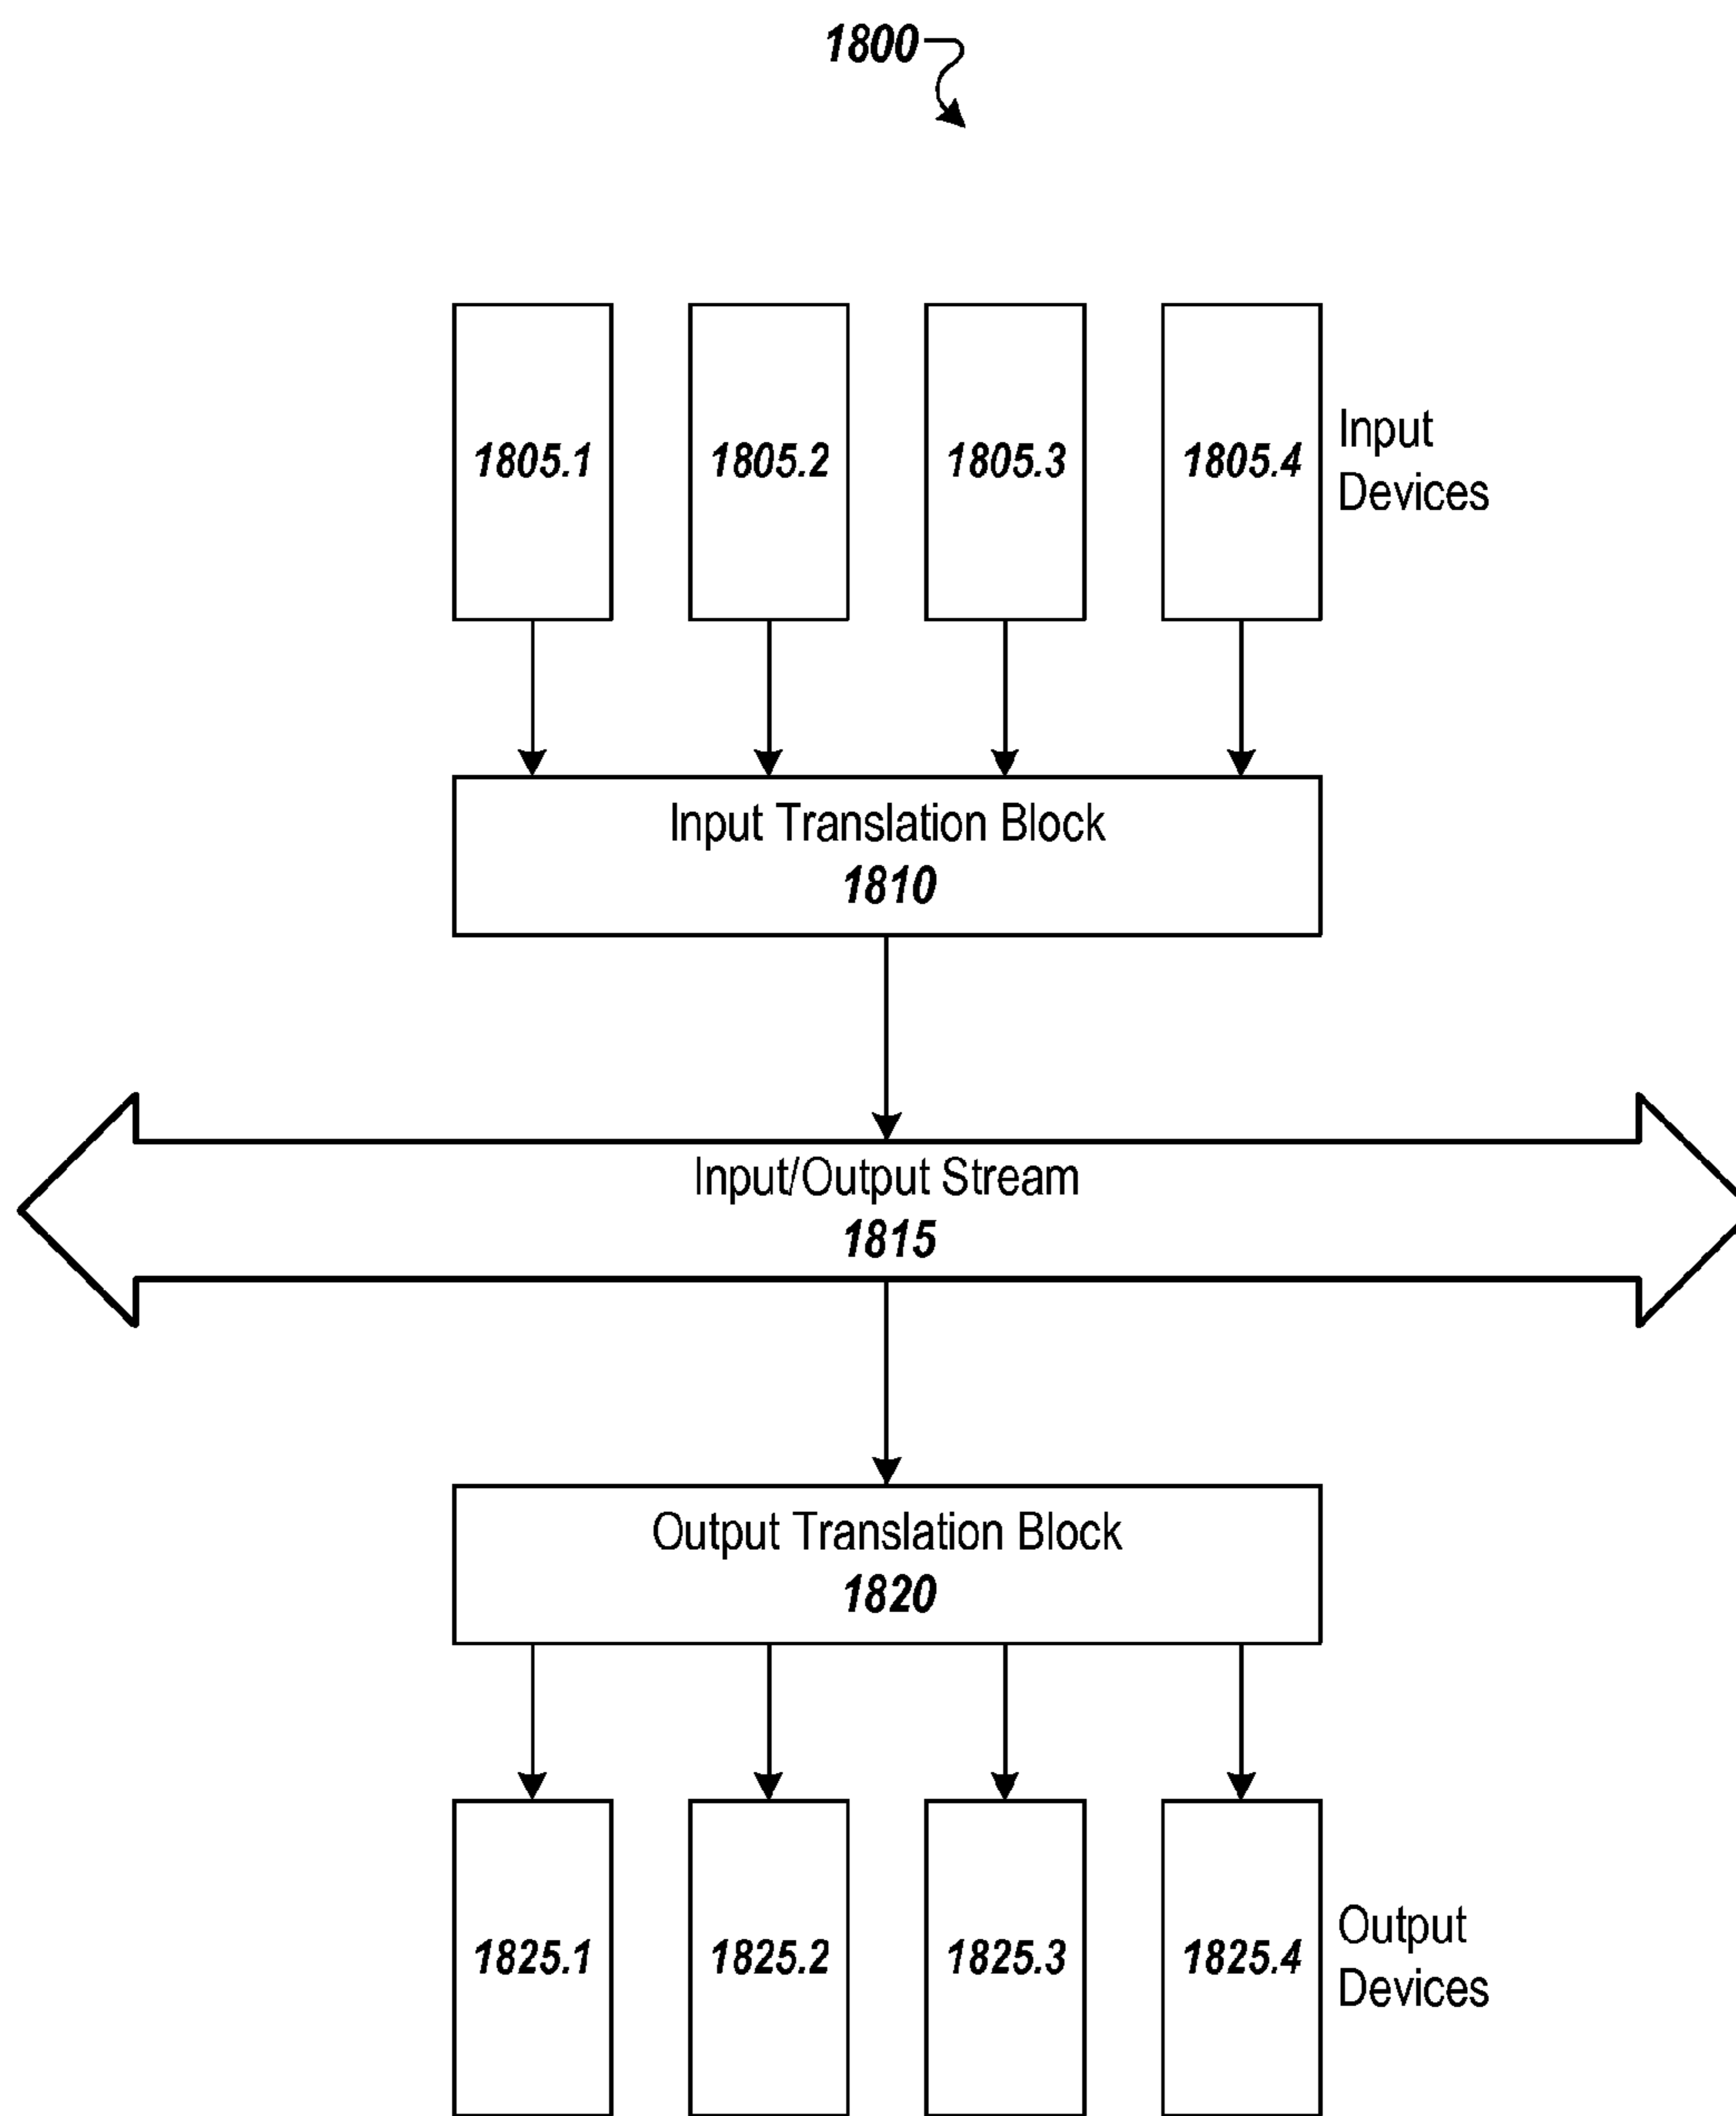 1800
1805.1 1805.2 1805.3 1805.4
Input
Devices
Input Translation Block
1810
Input/Output Stream
1815
Output Translation Block
1820
1825.1 1825.2 1825.3 1825.4
Output
Devices